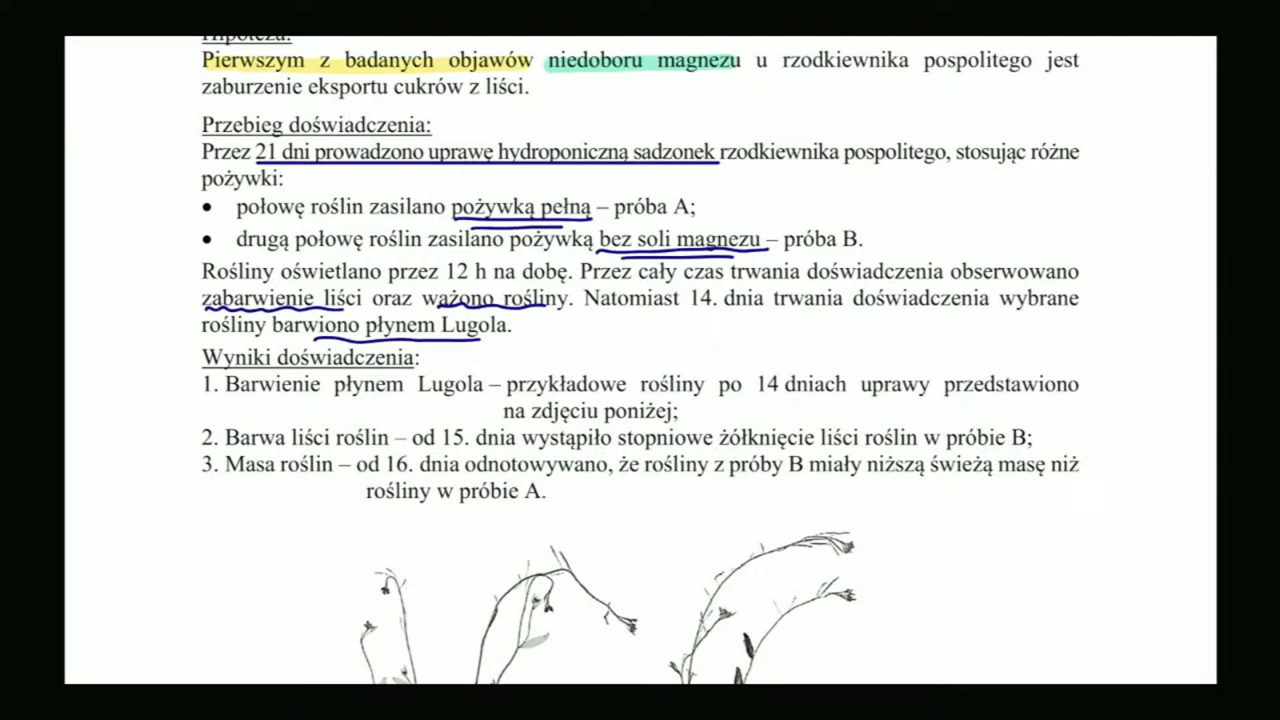 Hipoteza:
Pierwszym z badanych objawów niedoboru magnezu u rzodkiewnika pospolitego jest
zaburzenie eksportu cukrów z liści.
Przebieg doświadczenia:
Przez 21 dni prowadzono uprawę hydroponiczną sadzonek rzodkiewnika pospolitego, stosując różne
pożywki:
• połowę roślin zasilano pożywką pełną – próba A;
• drugą połowę roślin zasilano pożywką bez soli magnezu – próba B.
Rośliny oświetlano przez 12 h na dobę. Przez cały czas trwania doświadczenia obserwowano
zabarwienie liści oraz ważono rośliny. Natomiast 14. dnia trwania doświadczenia wybrane
rośliny barwiono płynem Lugola.
Wyniki doświadczenia:
1. Barwienie płynem Lugola – przykładowe rośliny po 14 dniach uprawy przedstawiono
na zdjęciu poniżej;
2. Barwa liści roślin – od 15. dnia wystąpiło stopniowe żółknięcie liści roślin w próbie B;
3. Masa roślin – od 16. dnia odnotowywano, że rośliny z próby B miały niższą świeżą masę niż
rośliny w próbie A.